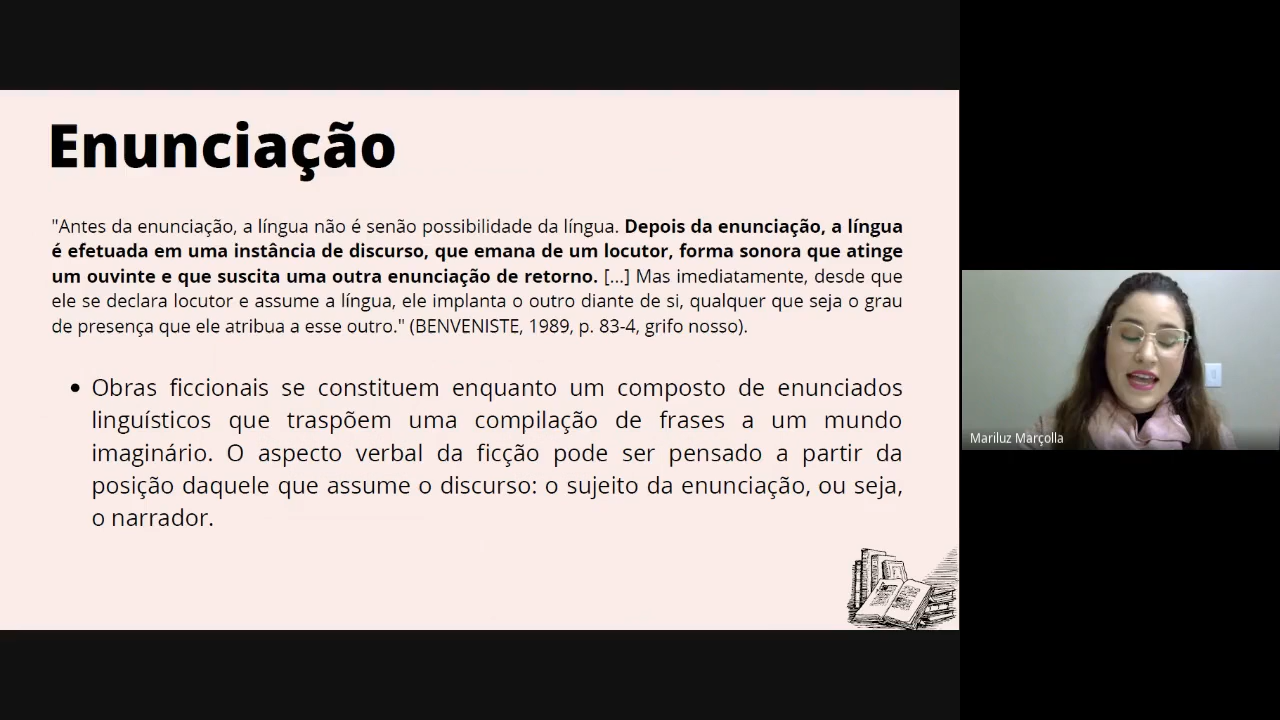 Enunciação
"Antes da enunciação, a língua não é senão possibilidade da língua. Depois da enunciação, a língua
é efetuada em uma instância de discurso, que emana de um locutor, forma sonora que atinge
um ouvinte e que suscita uma outra enunciação de retorno. [...] Mas imediatamente, desde que
ele se declara locutor e assume a língua, ele implanta o outro diante de si, qualquer que seja o grau
de presença que ele atribua a esse outro." (BENVENISTE, 1989, p. 83-4, grifo nosso).
• Obras ficcionais se constituem enquanto um composto de enunciados
linguísticos que traspõem uma compilação de frases a um mundo
imaginário. O aspecto verbal da ficção pode ser pensado a partir da
posição daquele que assume o discurso: o sujeito da enunciação, ou seja,
o narrador.
Mariluz Marçolla